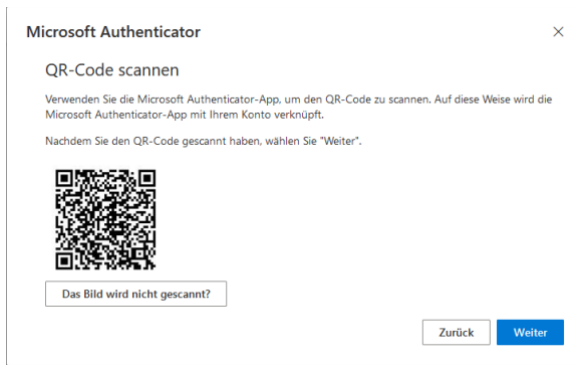 Microsoft Authenticator
QR-Code scannen
Verwenden Sie die Microsoft Authenticator-App, um den QR-Code zu scannen. Auf diese Weise wird die
Microsoft Authenticator-App mit Ihrem Konto verknüpft.
Nachdem Sie den QR-Code gescannt haben, wählen Sie "Weiter".
Das Bild wird nicht gescannt?
Zurück
Weiter